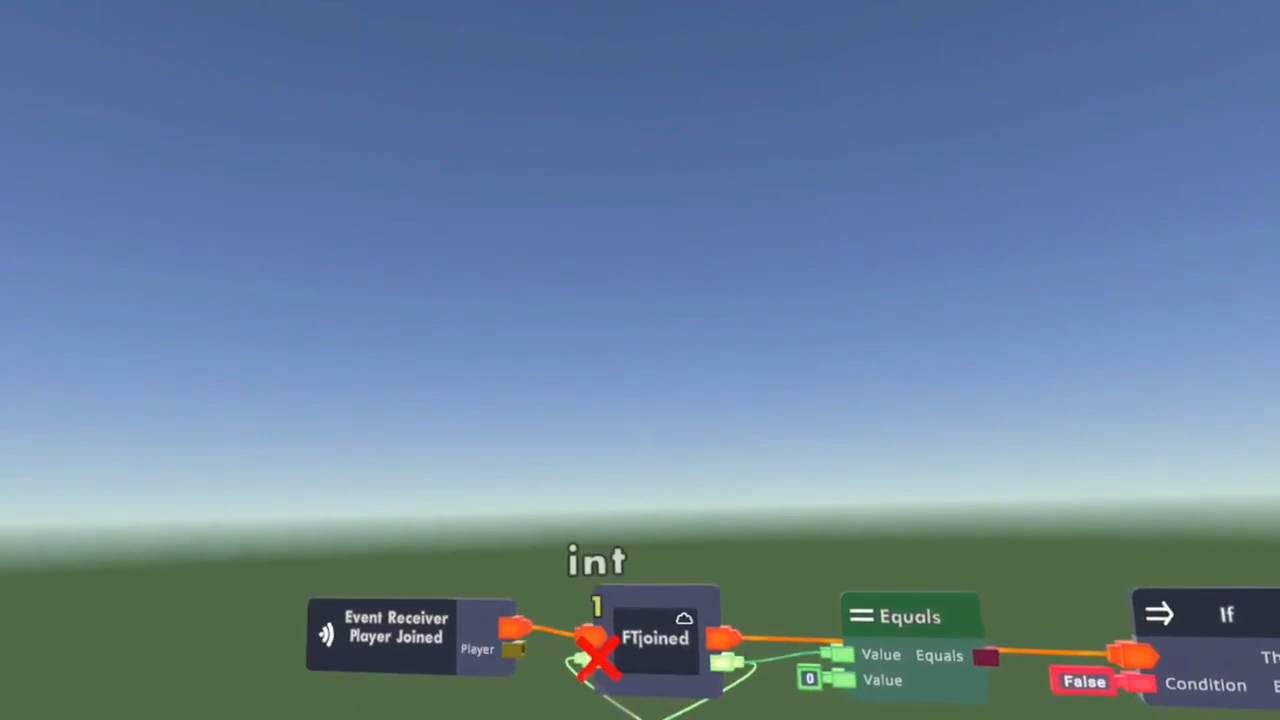 int
1
Event Receiver
Player Joined
Player
FTjoined
Equals
Value Equals
0 Value
If
False Condition